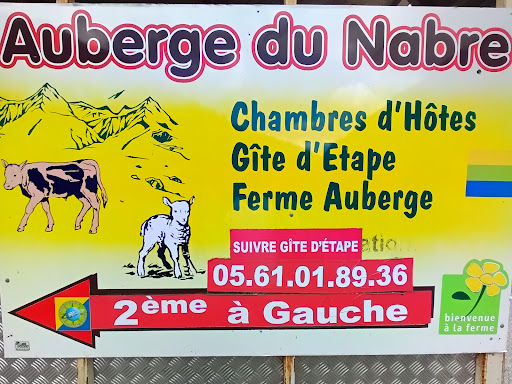 Auberge du Nabre
Chambres d'Hôtes
Gîte d'Etape
Ferme Auberge
SUIVRE GÎTE D'ÉTAPE
05.61.01.89.36
2ème à Gauche
bienvenue
à la ferme